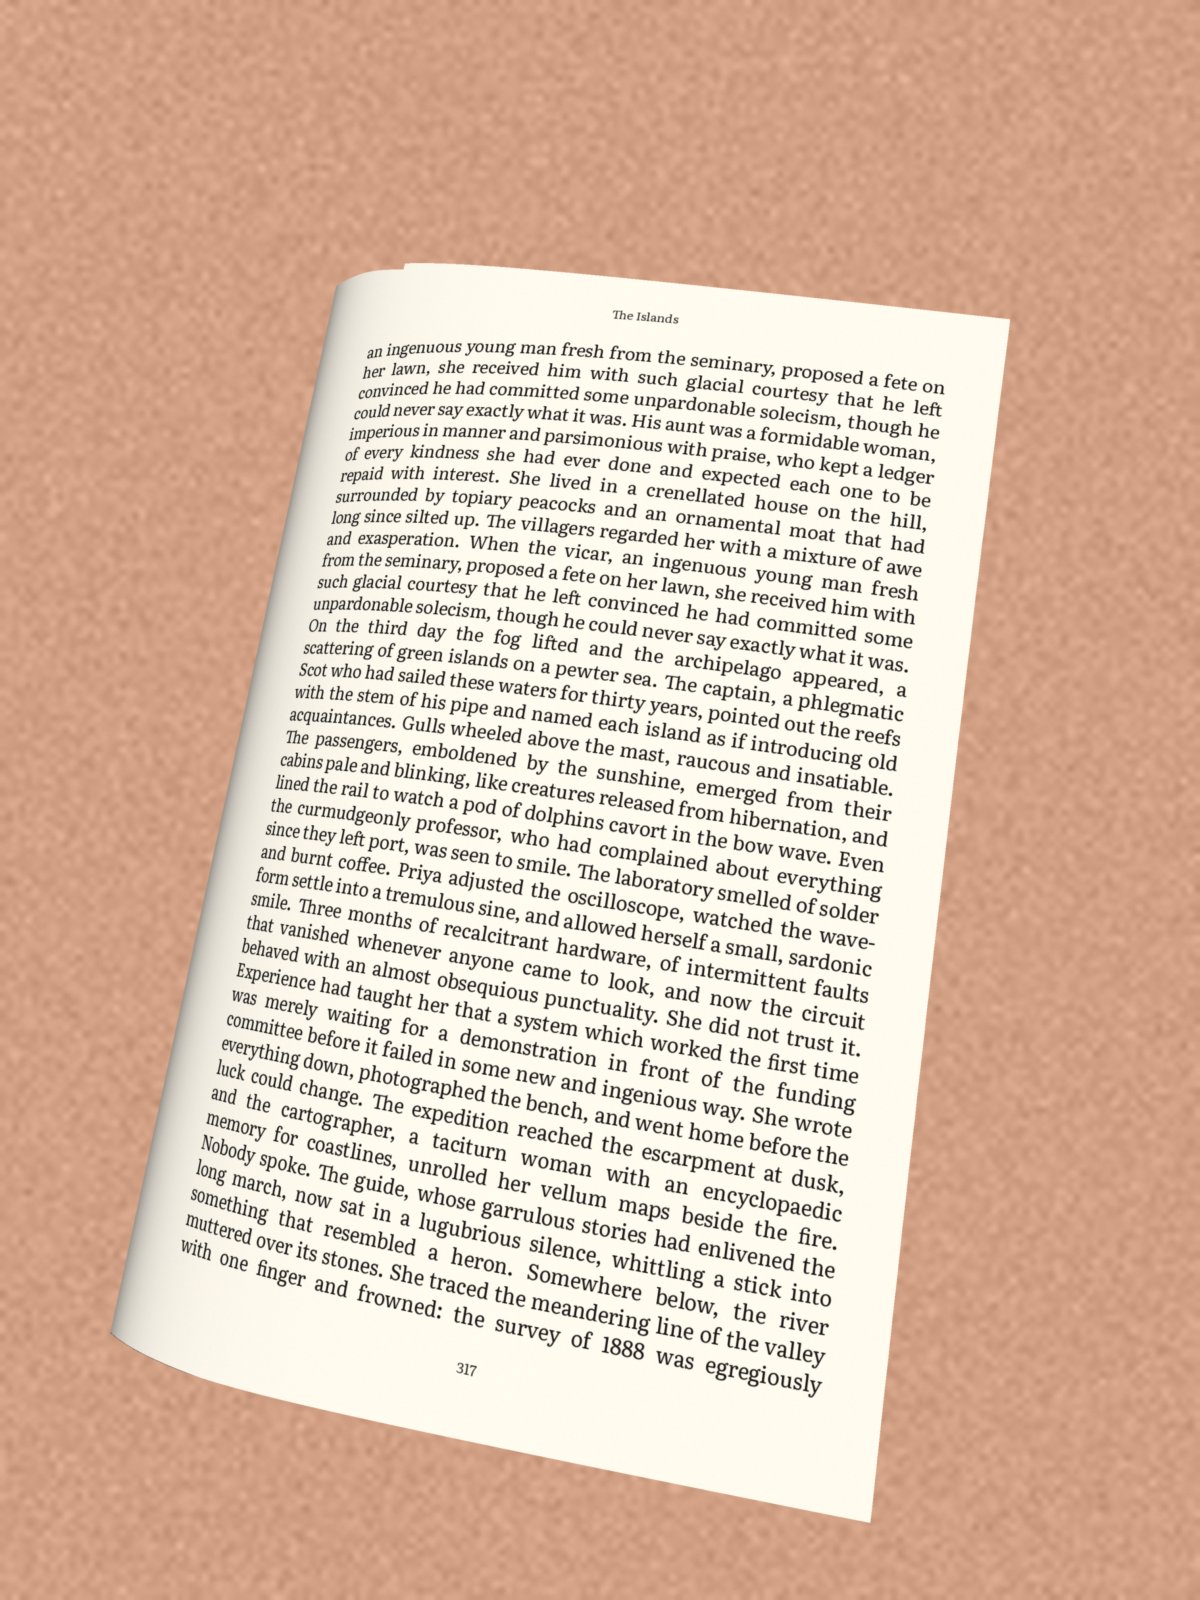 The Islands
an ingenuous young man fresh from the seminary, proposed a fete on
her lawn, she received him with such glacial courtesy that he left
convinced he had committed some unpardonable solecism, though he
could never say exactly what it was. His aunt was a formidable woman,
imperious in manner and parsimonious with praise, who kept a ledger
of every kindness she had ever done and expected each one to be
repaid with interest. She lived in a crenellated house on the hill,
surrounded by topiary peacocks and an ornamental moat that had
long since silted up. The villagers regarded her with a mixture of awe
and exasperation. When the vicar, an ingenuous young man fresh
from the seminary, proposed a fete on her lawn, she received him with
such glacial courtesy that he left convinced he had committed some
unpardonable solecism, though he could never say exactly what it was.
On the third day the fog lifted and the archipelago appeared, a
scattering of green islands on a pewter sea. The captain, a phlegmatic
Scot who had sailed these waters for thirty years, pointed out the reefs
with the stem of his pipe and named each island as if introducing old
acquaintances. Gulls wheeled above the mast, raucous and insatiable.
The passengers, emboldened by the sunshine, emerged from their
cabins pale and blinking, like creatures released from hibernation, and
lined the rail to watch a pod of dolphins cavort in the bow wave. Even
the curmudgeonly professor, who had complained about everything
since they left port, was seen to smile. The laboratory smelled of solder
and burnt coffee. Priya adjusted the oscilloscope, watched the wave-
form settle into a tremulous sine, and allowed herself a small, sardonic
smile. Three months of recalcitrant hardware, of intermittent faults
that vanished whenever anyone came to look, and now the circuit
behaved with an almost obsequious punctuality. She did not trust it.
Experience had taught her that a system which worked the first time
was merely waiting for a demonstration in front of the funding
committee before it failed in some new and ingenious way. She wrote
everything down, photographed the bench, and went home before the
luck could change. The expedition reached the escarpment at dusk,
and the cartographer, a taciturn woman with an encyclopaedic
memory for coastlines, unrolled her vellum maps beside the fire.
Nobody spoke. The guide, whose garrulous stories had enlivened the
long march, now sat in a lugubrious silence, whittling a stick into
something that resembled a heron. Somewhere below, the river
muttered over its stones. She traced the meandering line of the valley
with one finger and frowned: the survey of 1888 was egregiously
317